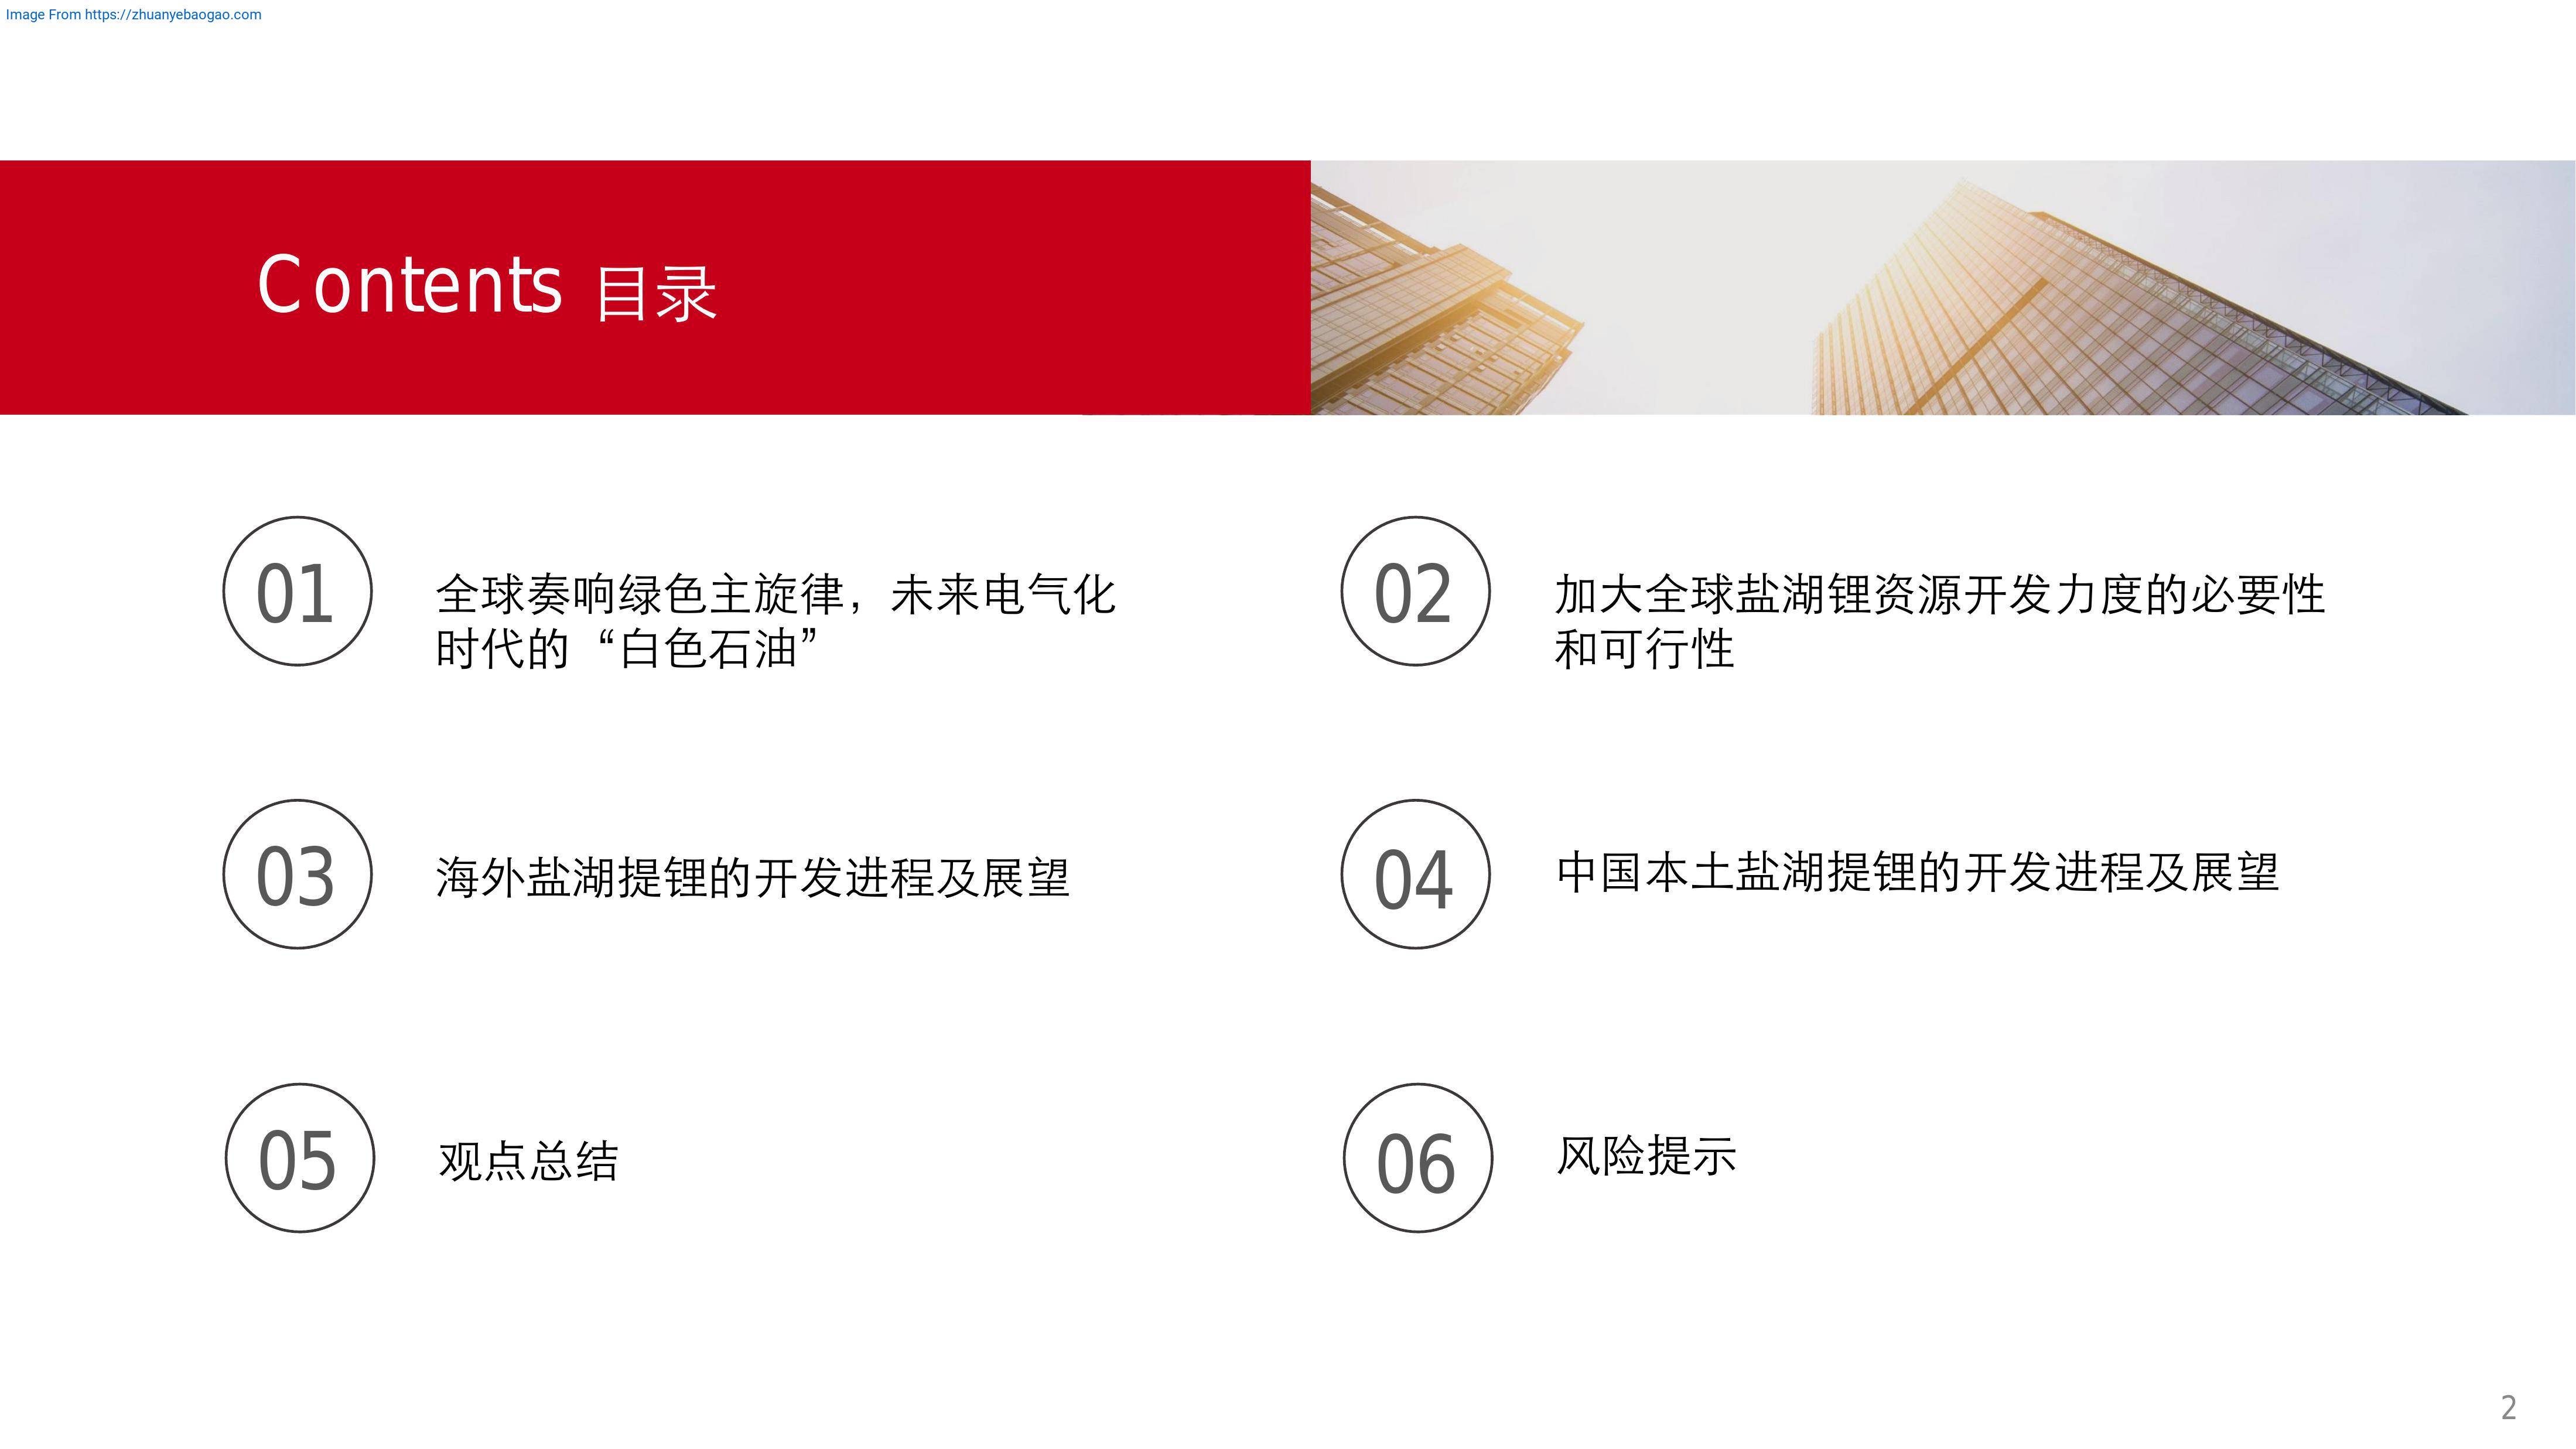 Image From https://zhuanyebaogao.com
Contents 目录
01
全球奏响绿色主旋律，未来电气化
时代的“白色石油”
02
加大全球盐湖锂资源开发力度的必要性
和可行性
03
海外盐湖提锂的开发进程及展望
04
中国本土盐湖提锂的开发进程及展望
05
观点总结
06
风险提示
2